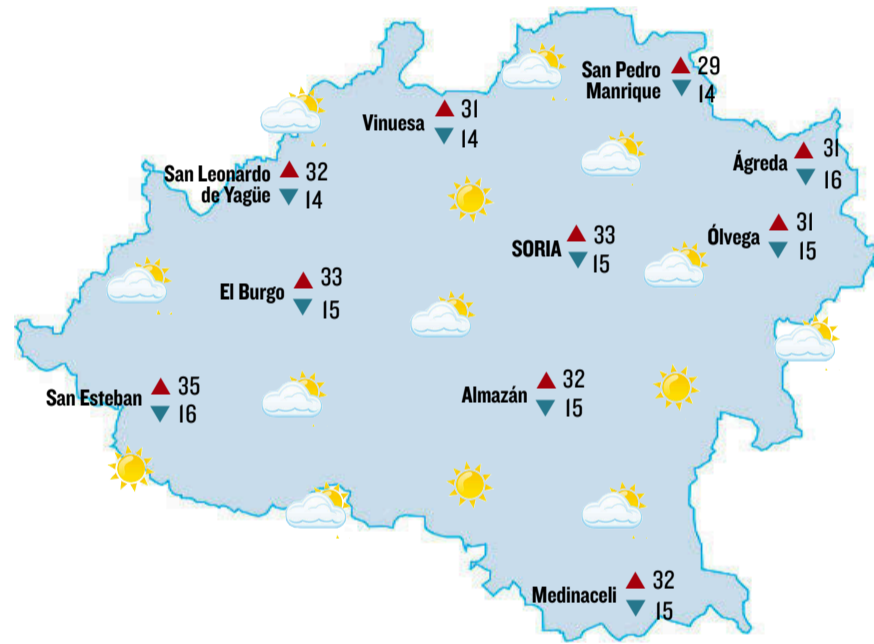 San Pedro
Manrique
29
14
Vinuesa
31
14
Ágreda
31
16
San Leonardo
de Yagüe
32
14
Ólvega
31
15
SORIA
33
15
El Burgo
33
15
San Esteban
35
16
Almazán
32
15
Medinaceli
32
15